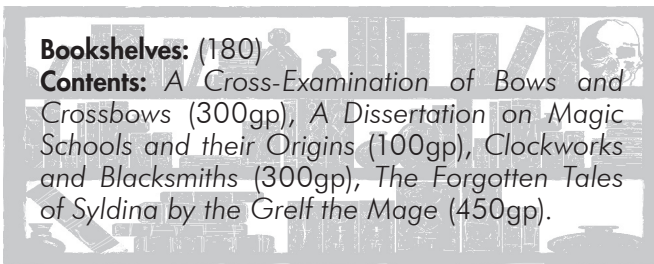 Bookshelves: (180)
Contents: A Cross-Examination of Bows and
Crossbows (300gp), A Dissertation on Magic
Schools and their Origins (100gp), Clockworks
and Blacksmiths (300gp), The Forgotten Tales
of Syldina by the Grelf the Mage (450gp).